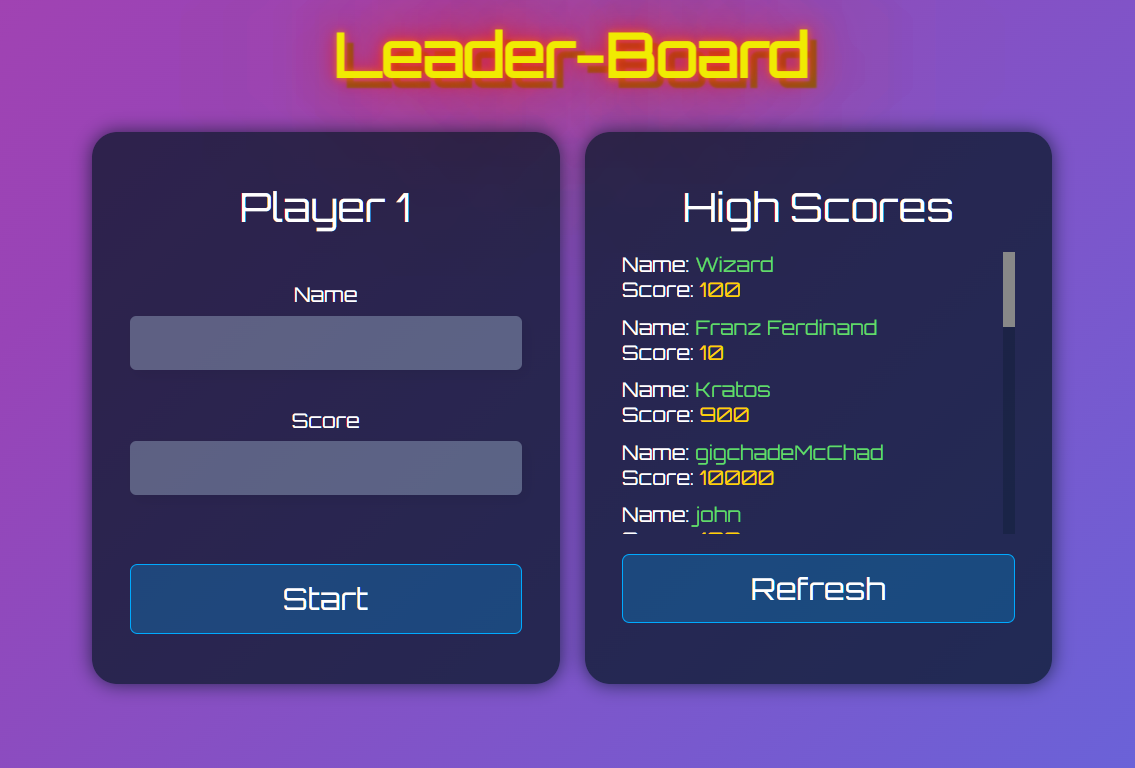 Leader-Board
Player 1
Name
Score
Start
High Scores
Name: Wizard
Score: 100
Name: Franz Ferdinand
Score: 10
Name: Kratos
Score: 900
Name: gigchadeMcChad
Score: 10000
Name: john
Refresh